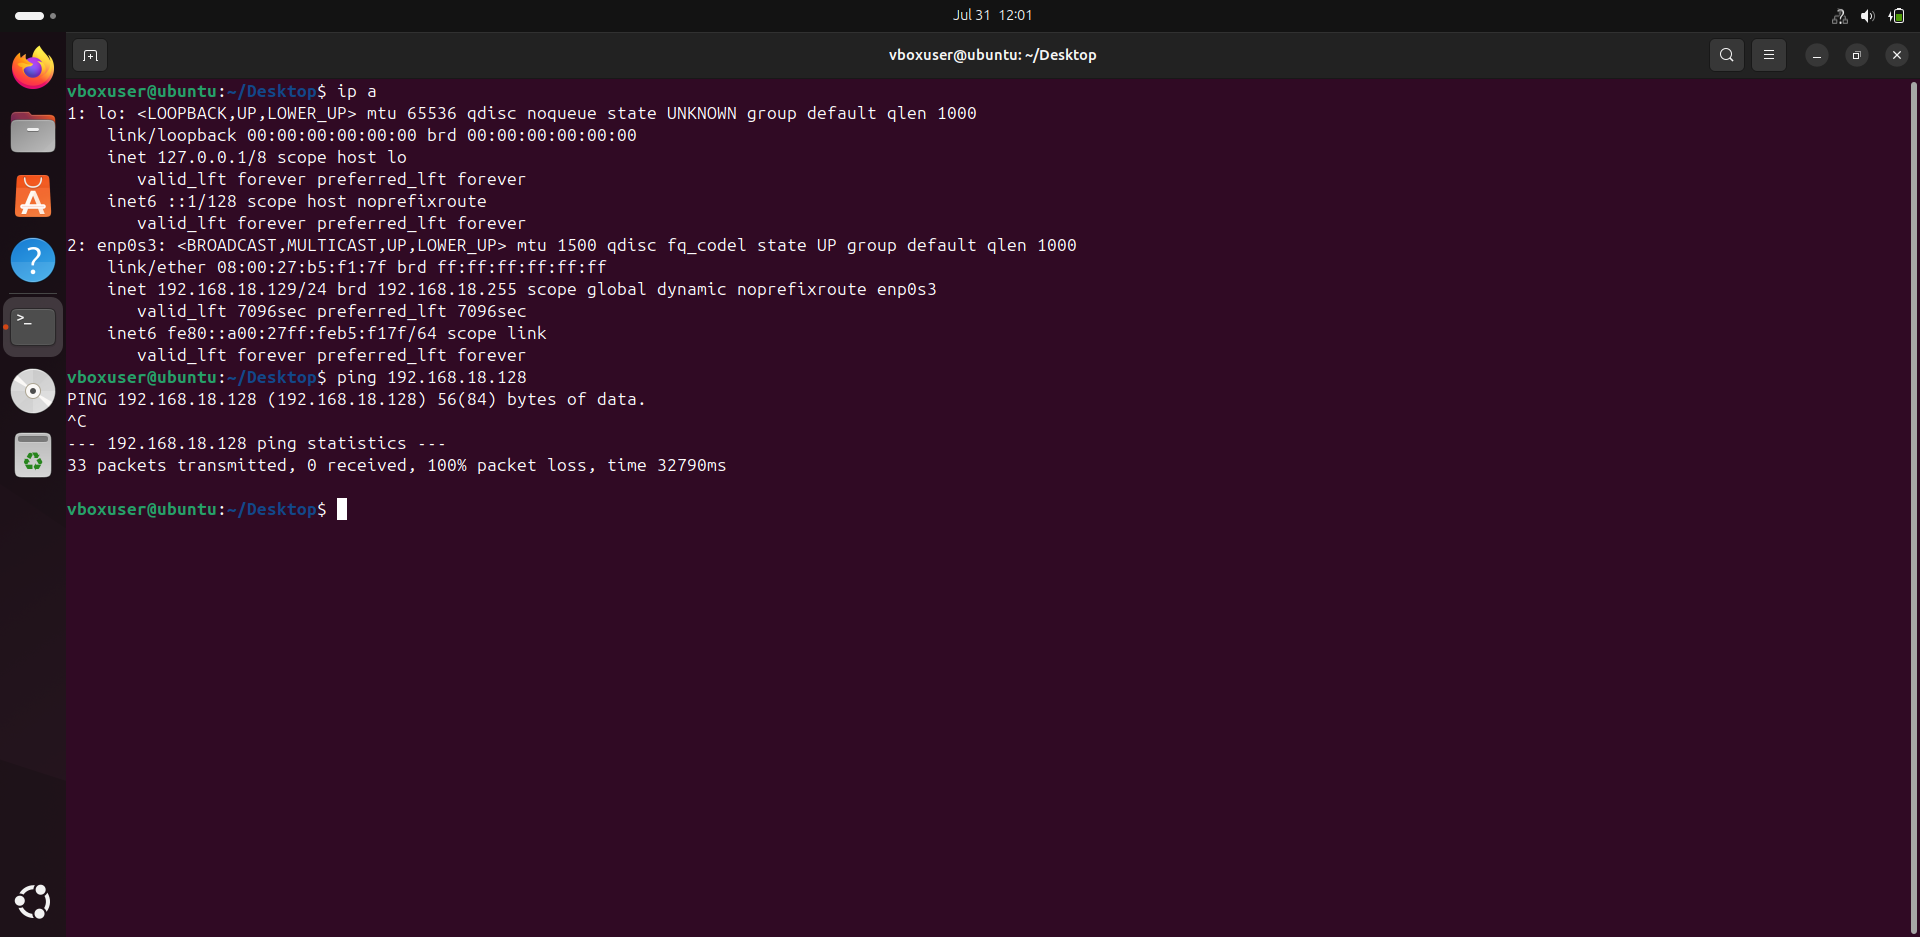 Jul 31 12:01
vboxuser@ubuntu: ~/Desktop
vboxuser@ubuntu:~/Desktop$ ip a
1: lo: <LOOPBACK,UP,LOWER_UP> mtu 65536 qdisc noqueue state UNKNOWN group default qlen 1000
    link/loopback 00:00:00:00:00:00 brd 00:00:00:00:00:00
    inet 127.0.0.1/8 scope host lo
       valid_lft forever preferred_lft forever
    inet6 ::1/128 scope host noprefixroute
       valid_lft forever preferred_lft forever
2: enp0s3: <BROADCAST,MULTICAST,UP,LOWER_UP> mtu 1500 qdisc fq_codel state UP group default qlen 1000
    link/ether 08:00:27:b5:f1:7f brd ff:ff:ff:ff:ff:ff
    inet 192.168.18.129/24 brd 192.168.18.255 scope global dynamic noprefixroute enp0s3
       valid_lft 7096sec preferred_lft 7096sec
    inet6 fe80::a00:27ff:feb5:f17f/64 scope link
       valid_lft forever preferred_lft forever
vboxuser@ubuntu:~/Desktop$ ping 192.168.18.128
PING 192.168.18.128 (192.168.18.128) 56(84) bytes of data.
^C
--- 192.168.18.128 ping statistics ---
33 packets transmitted, 0 received, 100% packet loss, time 32790ms
vboxuser@ubuntu:~/Desktop$